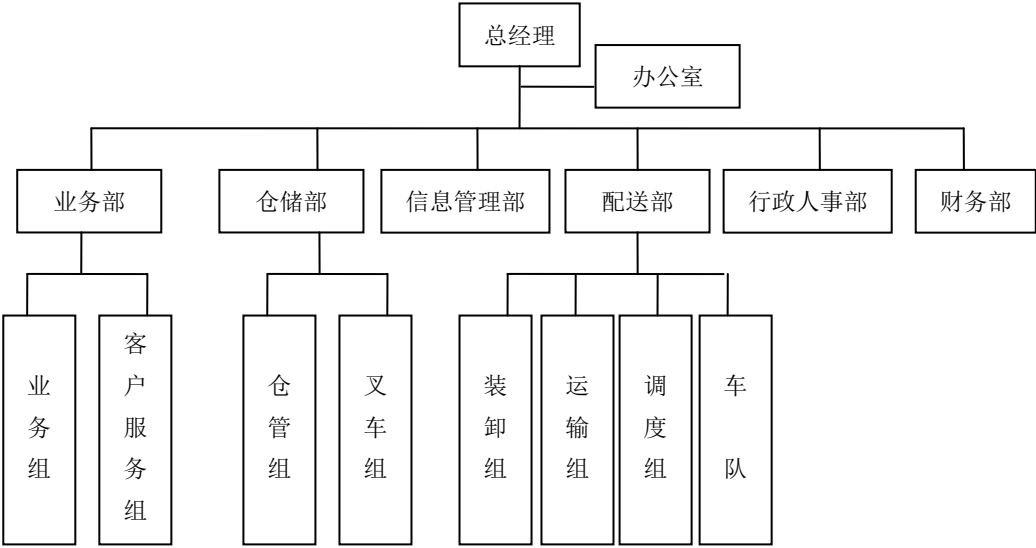 总经理
办公室
业务部
仓储部
信息管理部
配送部
行政人事部
财务部
业务组
客户服务组
仓管组
叉车组
装卸组
运输组
调度组
车队